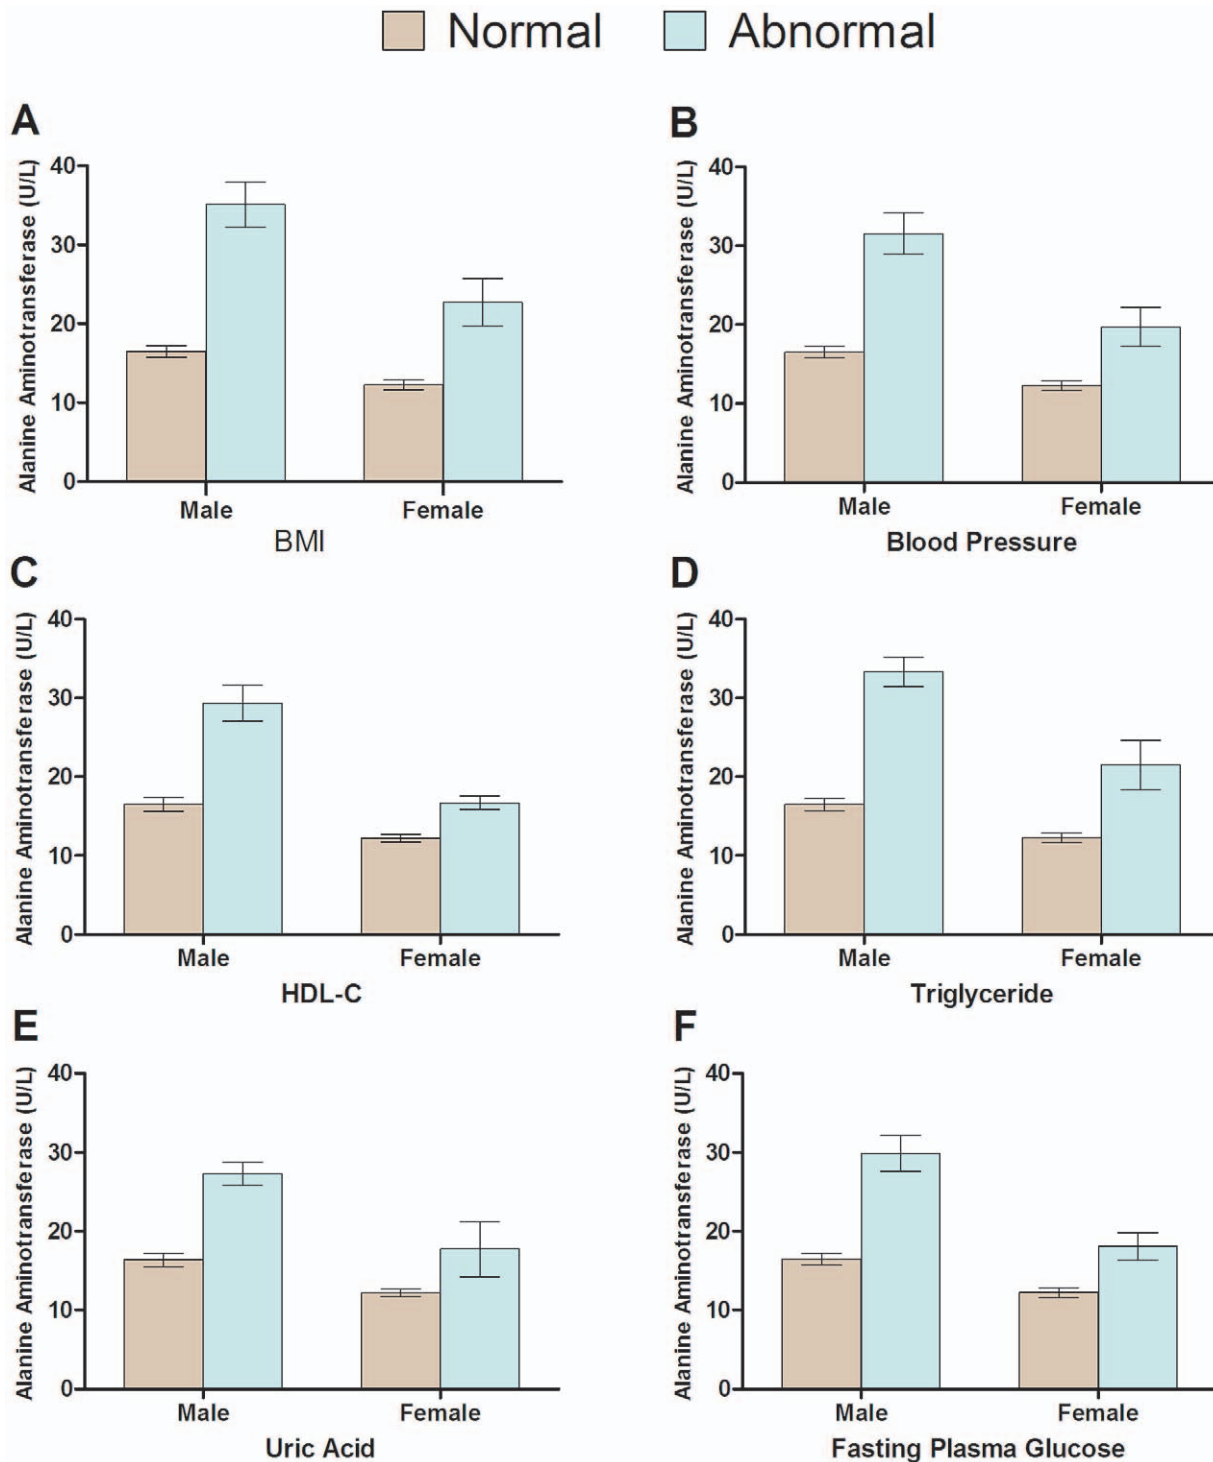 Normal Abnormal
A
Alanine Aminotransferase (U/L)
40
30
20
10
0
Male Female
BMI
B
Alanine Aminotransferase (U/L)
40
30
20
10
0
Male Female
Blood Pressure
C
Alanine Aminotransferase (U/L)
40
30
20
10
0
Male Female
HDL-C
D
Alanine Aminotransferase (U/L)
40
30
20
10
0
Male Female
Triglyceride
E
Alanine Aminotransferase (U/L)
40
30
20
10
0
Male Female
Uric Acid
F
Alanine Aminotransferase (U/L)
40
30
20
10
0
Male Female
Fasting Plasma Glucose